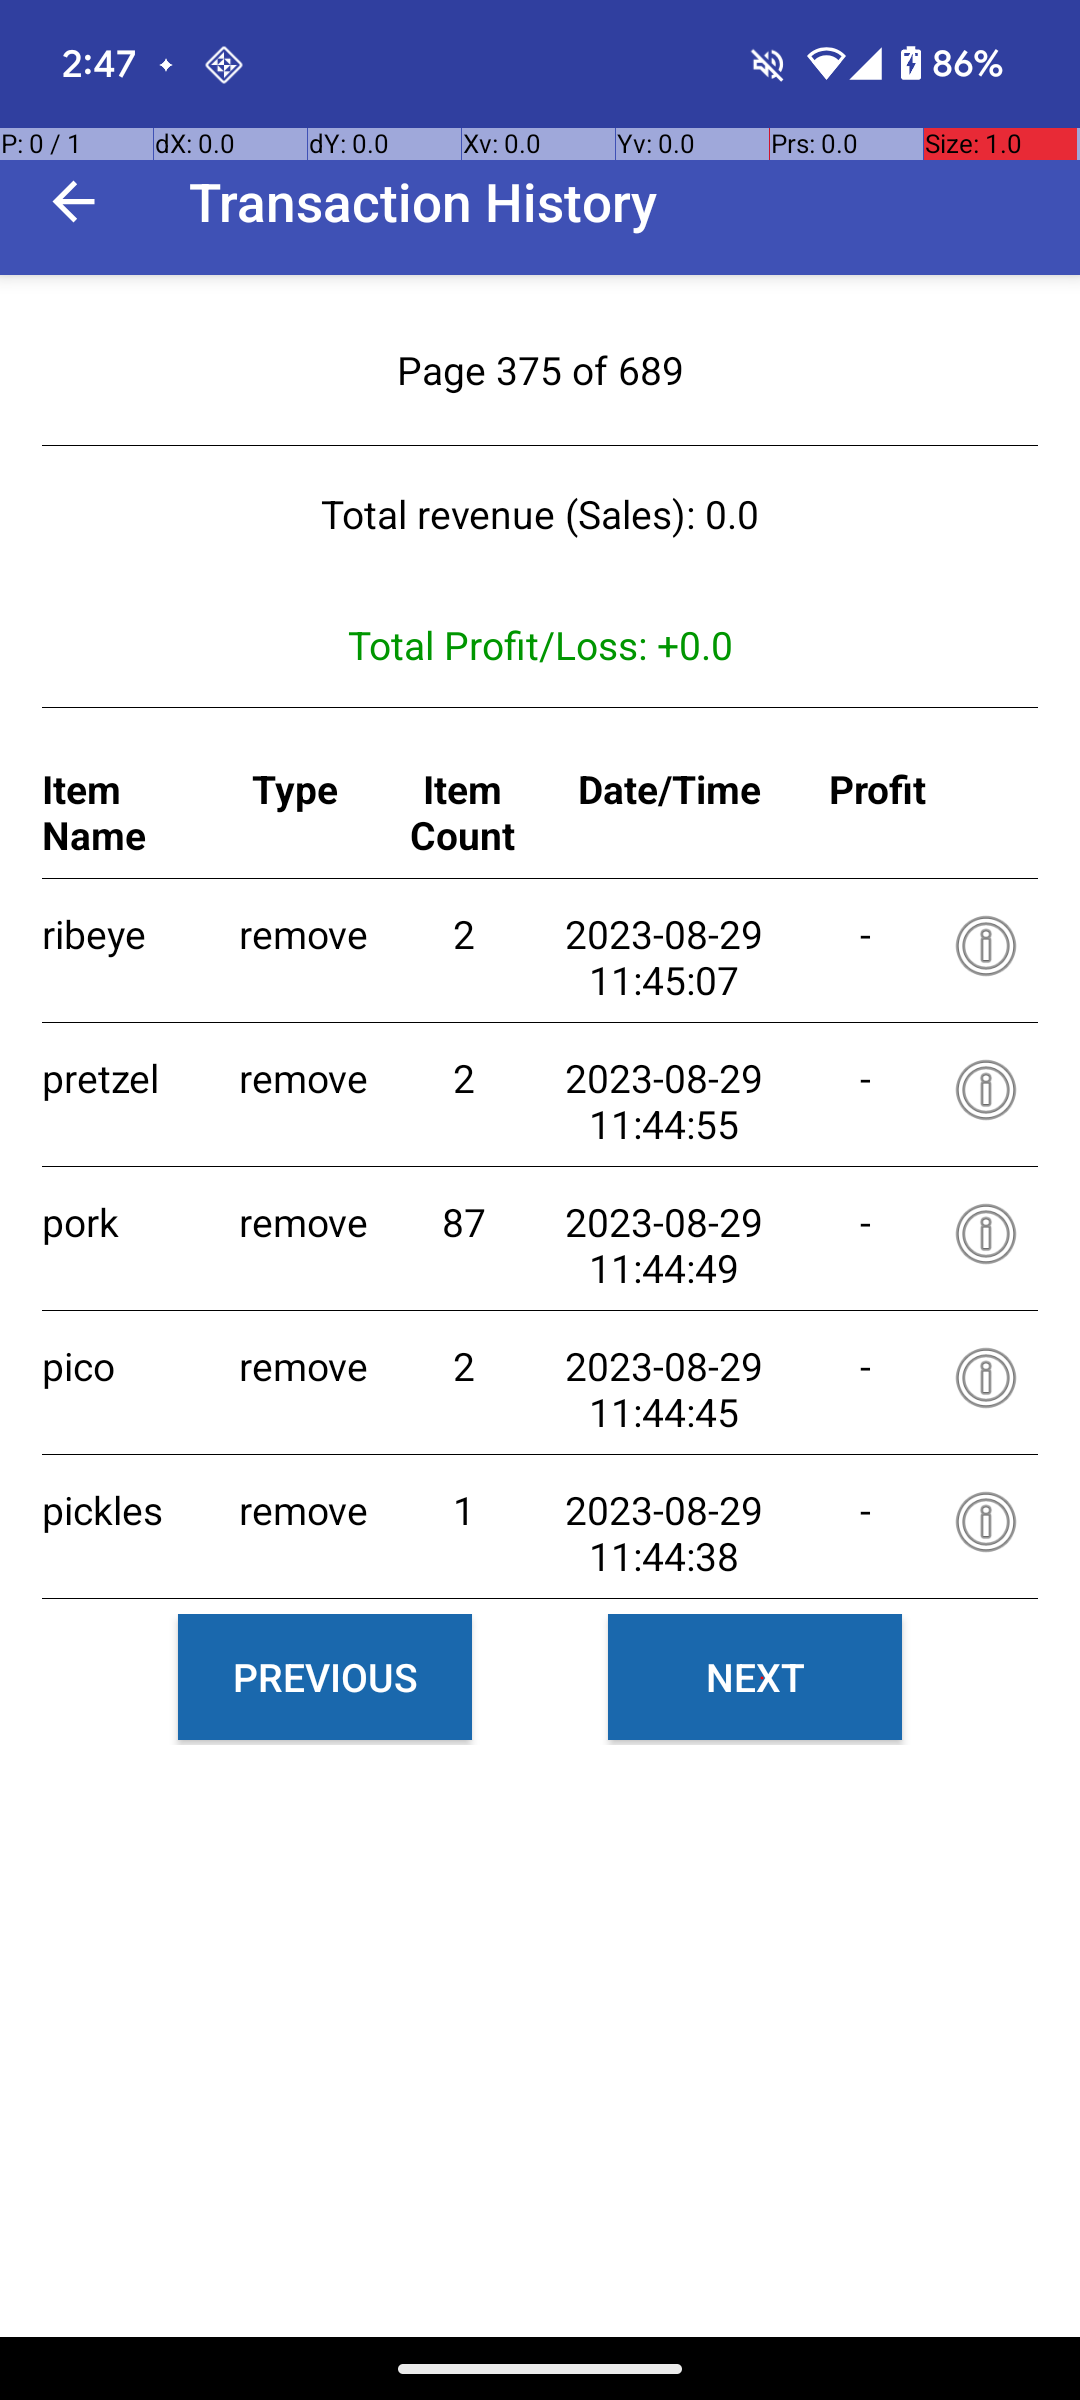 2:47
86%
P: 0 / 1 dX: 0.0 dY: 0.0 Xv: 0.0 Yv: 0.0 Prs: 0.0 Size: 1.0
Transaction History
Page 375 of 689
Total revenue (Sales): 0.0
Total Profit/Loss: +0.0
Item Name Type Item Count Date/Time Profit
ribeye remove 2 2023-08-29 11:45:07 -
pretzel remove 2 2023-08-29 11:44:55 -
pork remove 87 2023-08-29 11:44:49 -
pico remove 2 2023-08-29 11:44:45 -
pickles remove 1 2023-08-29 11:44:38 -
PREVIOUS NEXT